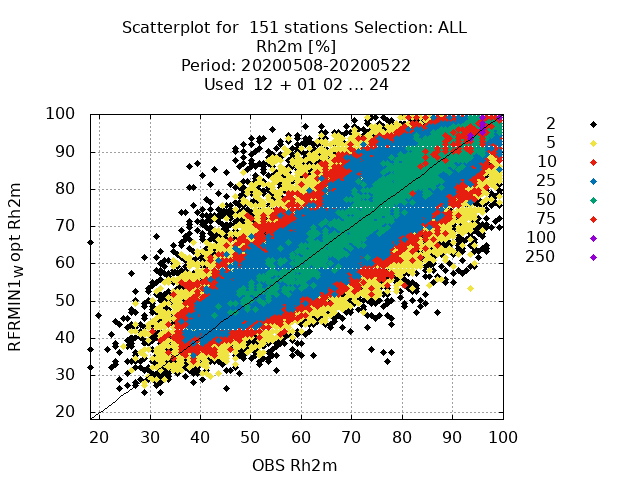 Scatterplot for  151 stations Selection: ALL
Rh2m [%]
Period: 20200508-20200522
Used  12 + 01 02 ... 24
RFRMIN1_W opt Rh2m
100
90
80
70
60
50
40
30
20
20 30 40 50 60 70 80 90 100
OBS Rh2m
2
5
10
25
50
75
100
250